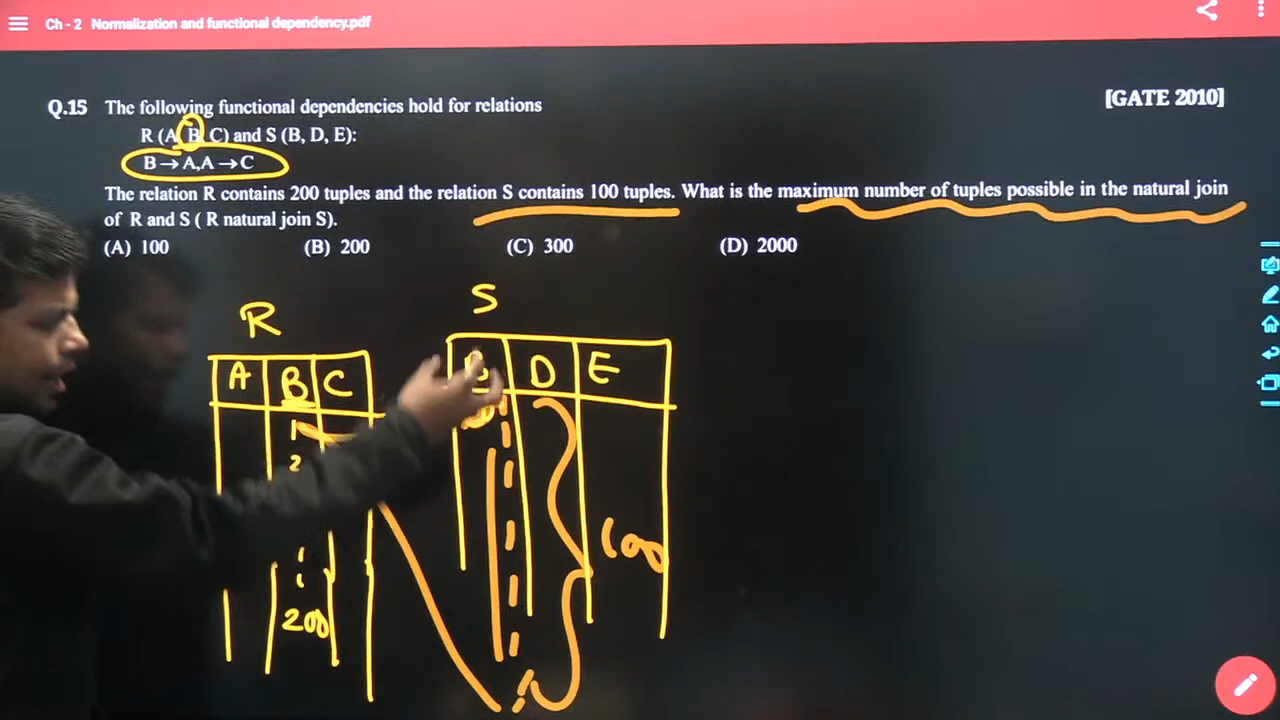 Ch - 2 Normalization and functional dependency.pdf
Q.15 The following functional dependencies hold for relations [GATE 2010]
R (A, B, C) and S (B, D, E):
B → A, A → C
The relation R contains 200 tuples and the relation S contains 100 tuples. What is the maximum number of tuples possible in the natural join
of R and S ( R natural join S).
(A) 100 (B) 200 (C) 300 (D) 2000
R S
A B C D E
1
2
100
200